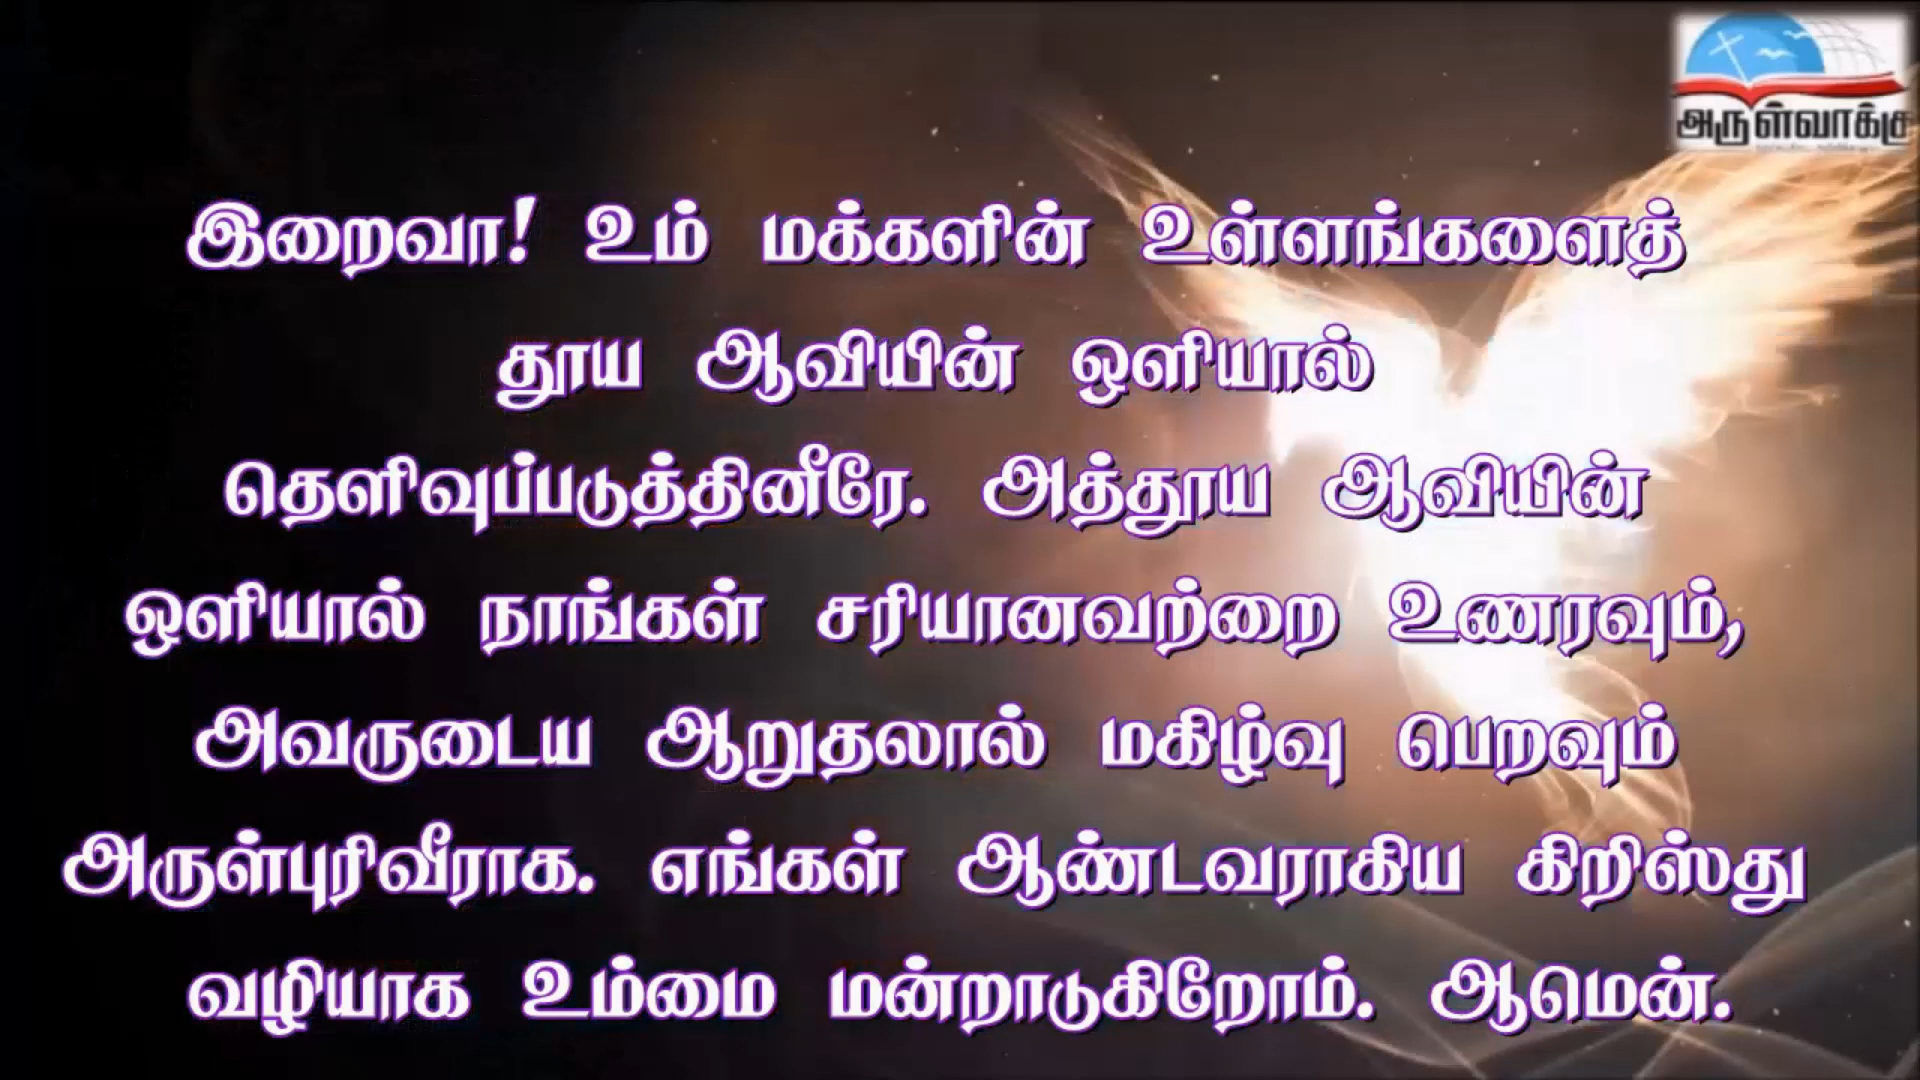 அருள்வாக்கு
இறைவா! உம் மக்களின் உள்ளங்களைத்
தூய ஆவியின் ஒளியால்
தெளிவுப்படுத்தினீரே. அத்தூய ஆவியின்
ஒளியால் நாங்கள் சரியானவற்றை உணரவும்,
அவருடைய ஆறுதலால் மகிழ்வு பெறவும்
அருள்புரிவீராக. எங்கள் ஆண்டவராகிய கிறிஸ்து
வழியாக உம்மை மன்றாடுகிறோம். ஆமென்.